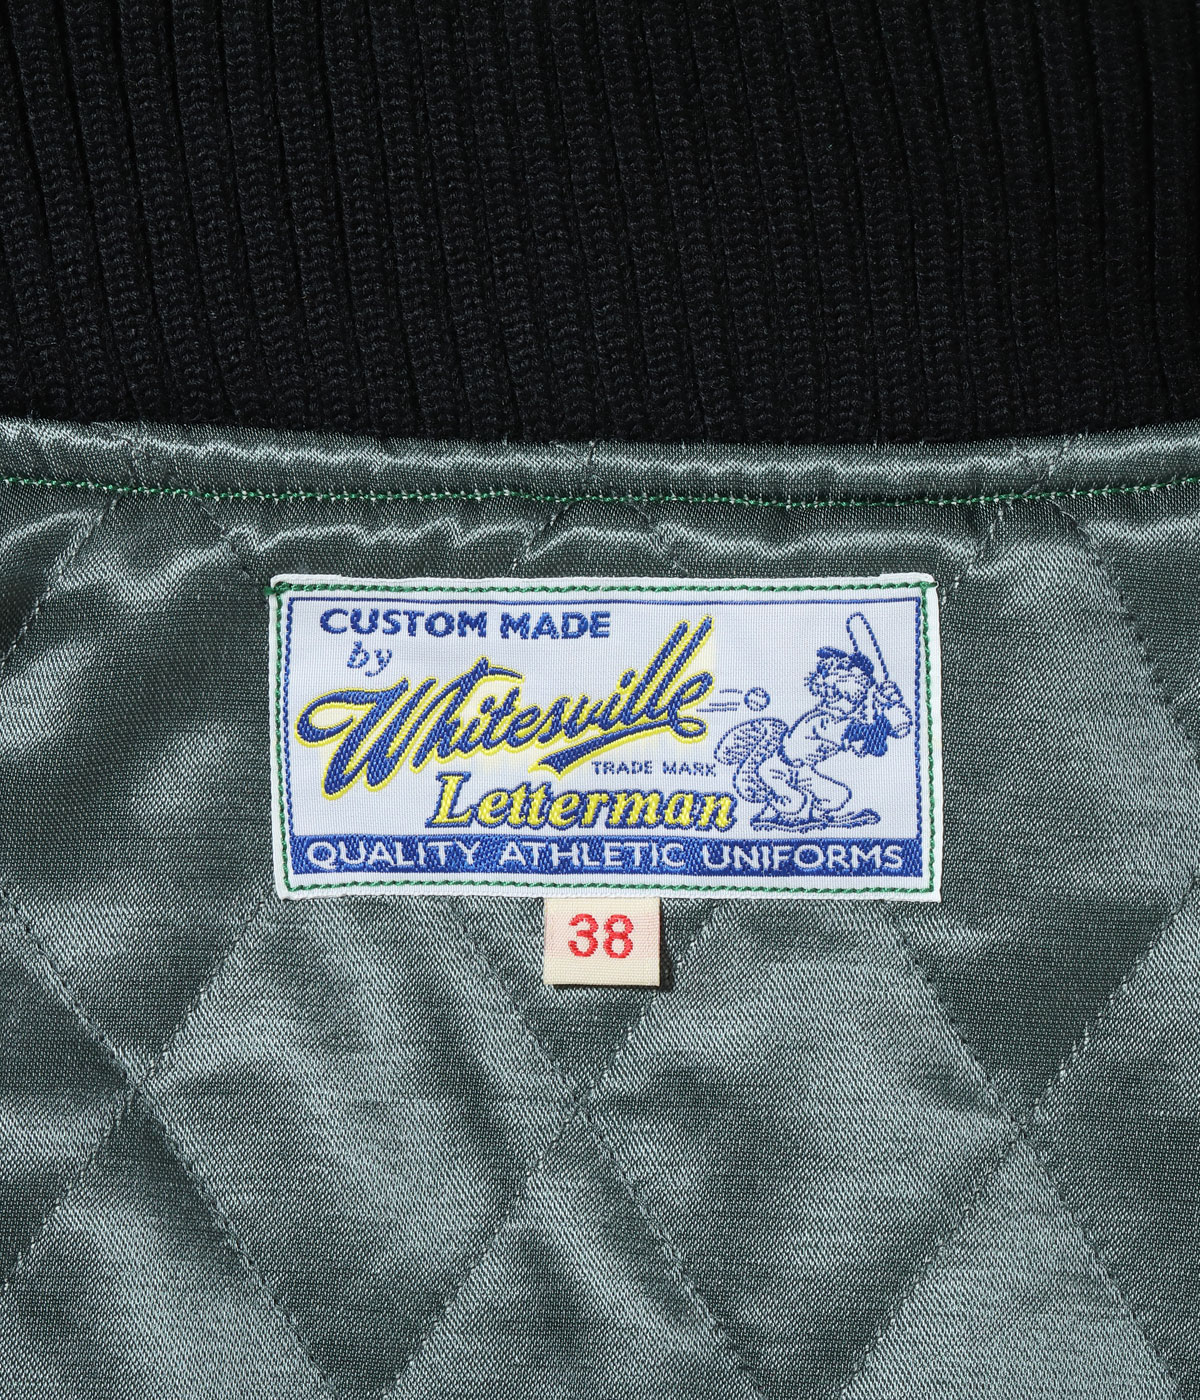 CUSTOM MADE
by
Whitesville
TRADE MARK
Letterman
QUALITY ATHLETIC UNIFORMS
38